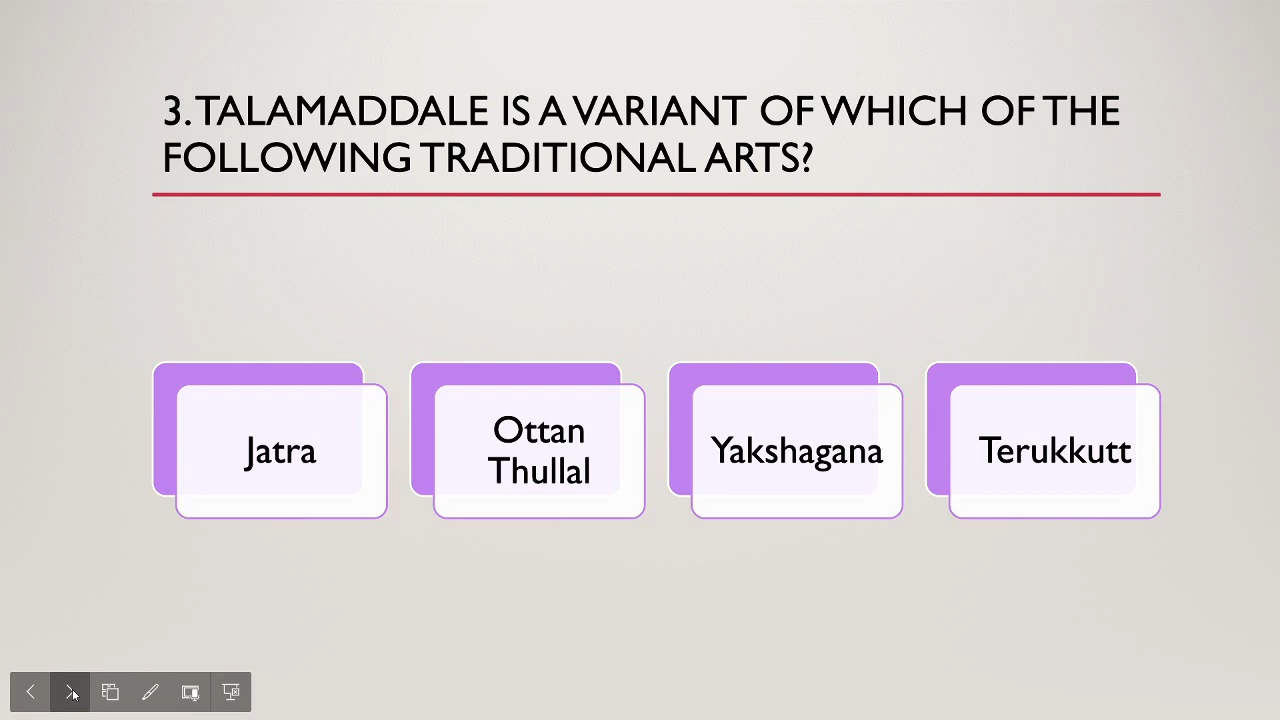 3. TALAMADDALE IS A VARIANT OF WHICH OF THE
FOLLOWING TRADITIONAL ARTS?
Jatra
Ottan
Thullal
Yakshagana
Terukkutt